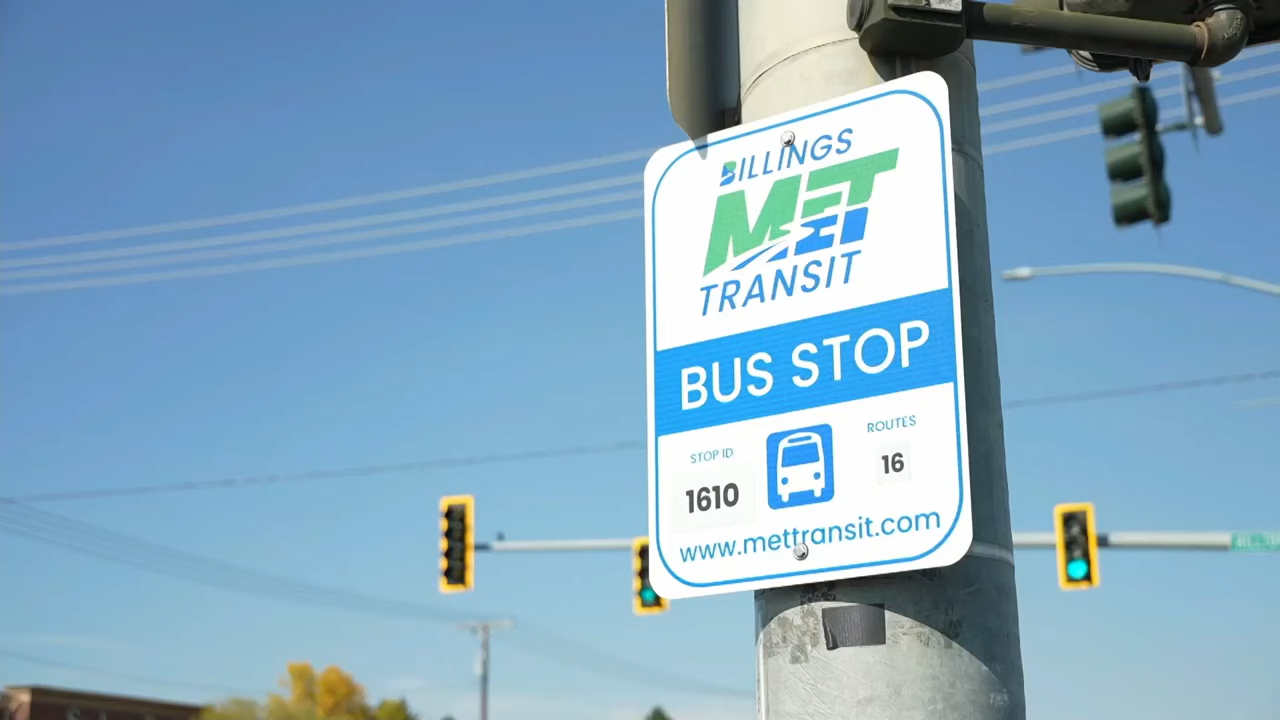 BILLINGS
MET
TRANSIT
BUS STOP
STOP ID
ROUTES
1610
16
www.mettransit.com